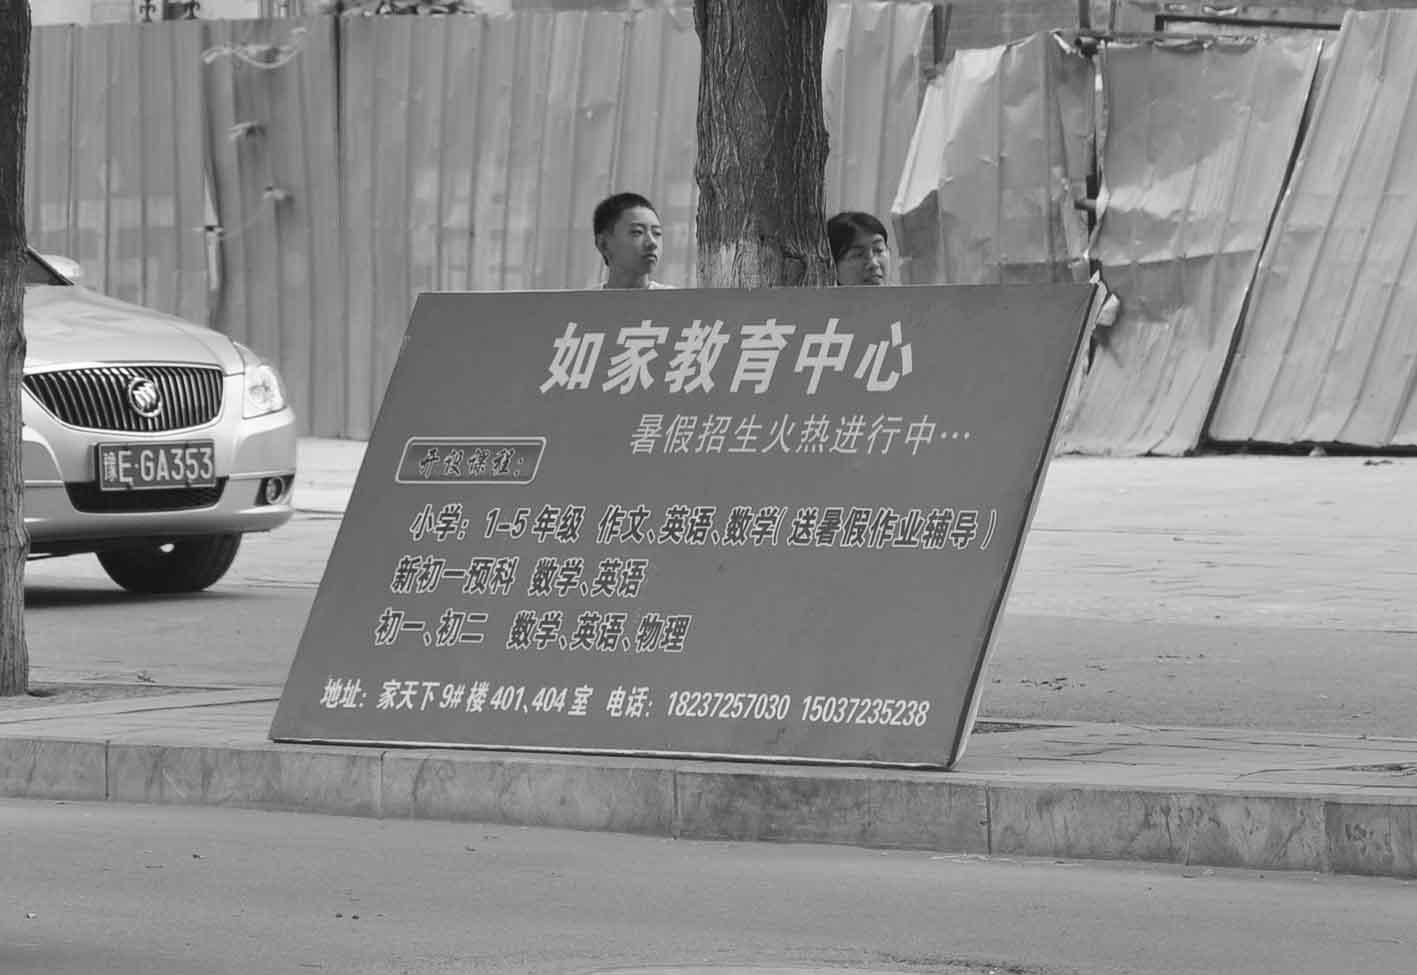 如家教育中心
暑假招生火热进行中…
开设课程：
小学：1-5年级 作文、英语、数学（送暑假作业辅导）
新初一预科 数学、英语
初一、初二 数学、英语、物理
地址：家天下9#楼401、404室 电话：18237257030 15037235238
豫E·GA353